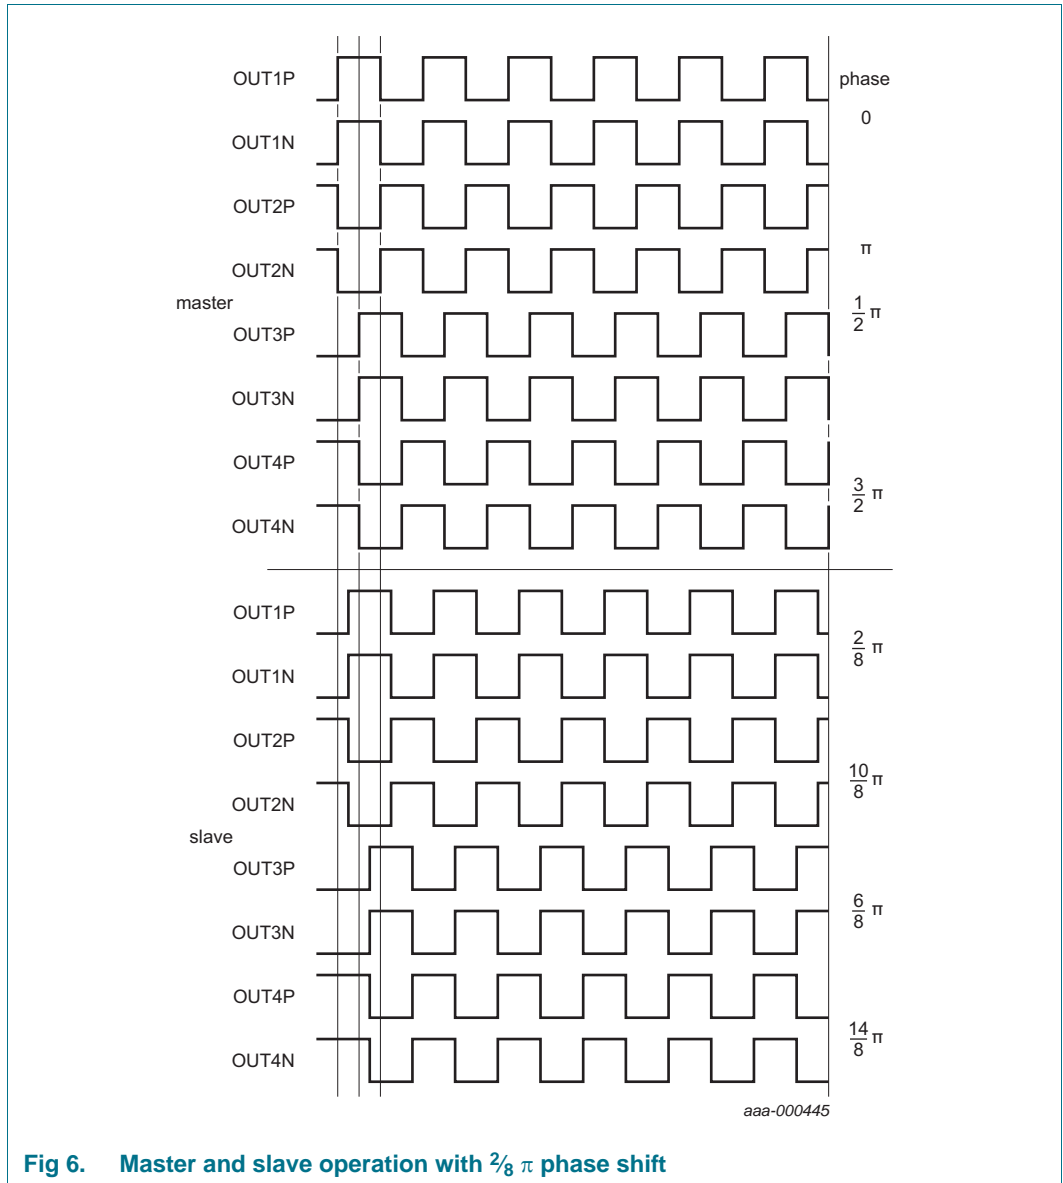 OUT1P
phase
0
OUT1N
OUT2P
π
OUT2N
master
1/2 π
OUT3P
OUT3N
OUT4P
3/2 π
OUT4N
OUT1P
2/8 π
OUT1N
OUT2P
10/8 π
OUT2N
slave
OUT3P
6/8 π
OUT3N
OUT4P
14/8 π
OUT4N
aaa-000445
Fig 6. Master and slave operation with 2/8 π phase shift